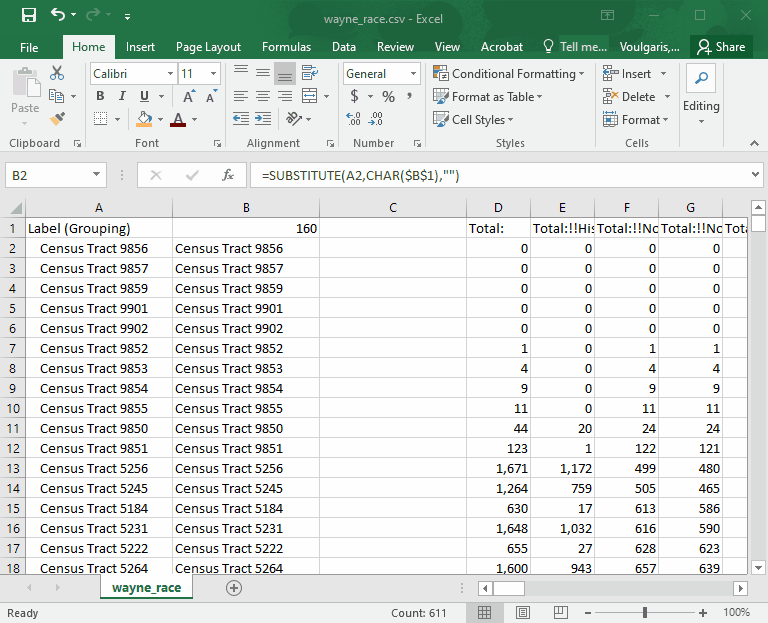 wayne_race.csv - Excel
File Home Insert Page Layout Formulas Data Review View Acrobat Tell me... Voulgaris,... Share
Calibri 11 General Conditional Formatting Insert
Paste B I U A A $ % , Format as Table Delete Editing
A Cell Styles Format
Clipboard Font Alignment Number Styles Cells
B2 fx =SUBSTITUTE(A2,CHAR($B$1),"")
A B C D E F G
1 Label (Grouping) 160 Total: Total:!!His Total:!!No Total:!!No Tota
2 Census Tract 9856 Census Tract 9856 0 0 0 0
3 Census Tract 9857 Census Tract 9857 0 0 0 0
4 Census Tract 9859 Census Tract 9859 0 0 0 0
5 Census Tract 9901 Census Tract 9901 0 0 0 0
6 Census Tract 9902 Census Tract 9902 0 0 0 0
7 Census Tract 9852 Census Tract 9852 1 0 1 1
8 Census Tract 9853 Census Tract 9853 4 0 4 4
9 Census Tract 9854 Census Tract 9854 9 0 9 9
10 Census Tract 9855 Census Tract 9855 11 0 11 11
11 Census Tract 9850 Census Tract 9850 44 20 24 24
12 Census Tract 9851 Census Tract 9851 123 1 122 121
13 Census Tract 5256 Census Tract 5256 1,671 1,172 499 480
14 Census Tract 5245 Census Tract 5245 1,264 759 505 465
15 Census Tract 5184 Census Tract 5184 630 17 613 586
16 Census Tract 5231 Census Tract 5231 1,648 1,032 616 590
17 Census Tract 5222 Census Tract 5222 655 27 628 623
18 Census Tract 5264 Census Tract 5264 1,600 943 657 639
wayne_race
Ready Count: 611 100%